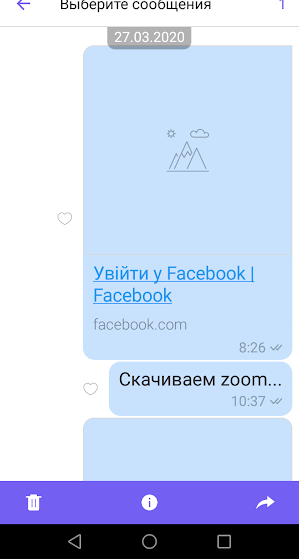 Выберите сообщения 1
27.03.2020
Увійти у Facebook |
Facebook
facebook.com
8:26
Скачиваем zoom...
10:37